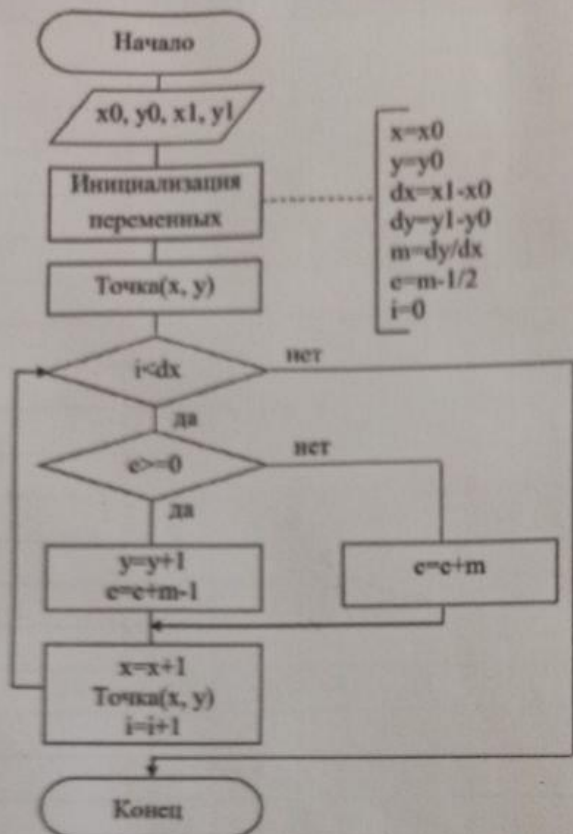 Начало
x0, y0, x1, y1
Инициализация
переменных
x=x0
y=y0
dx=x1-x0
dy=y1-y0
m=dy/dx
e=m-1/2
i=0
Точка(x, y)
i<dx
нет
да
e>=0
нет
да
y=y+1
e=e+m-1
e=e+m
x=x+1
Точка(x, y)
i=i+1
Конец